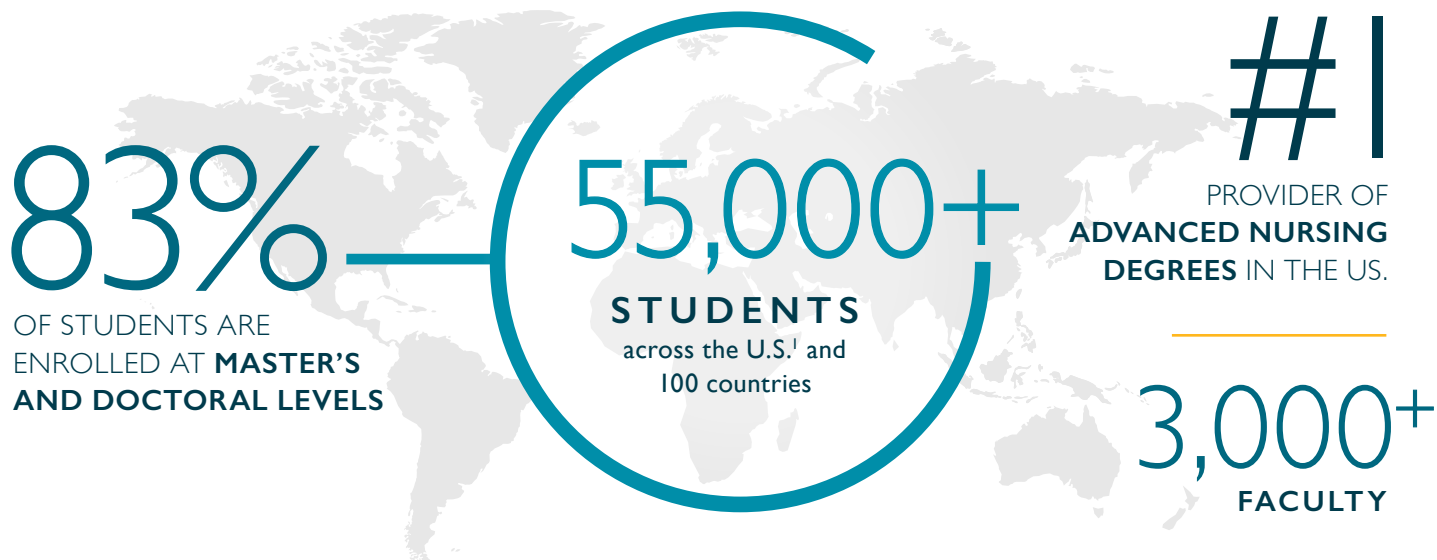 83%
OF STUDENTS ARE
ENROLLED AT MASTER'S
AND DOCTORAL LEVELS
55,000+
STUDENTS
across the U.S.¹ and
100 countries
#1
PROVIDER OF
ADVANCED NURSING
DEGREES IN THE US.
3,000+
FACULTY